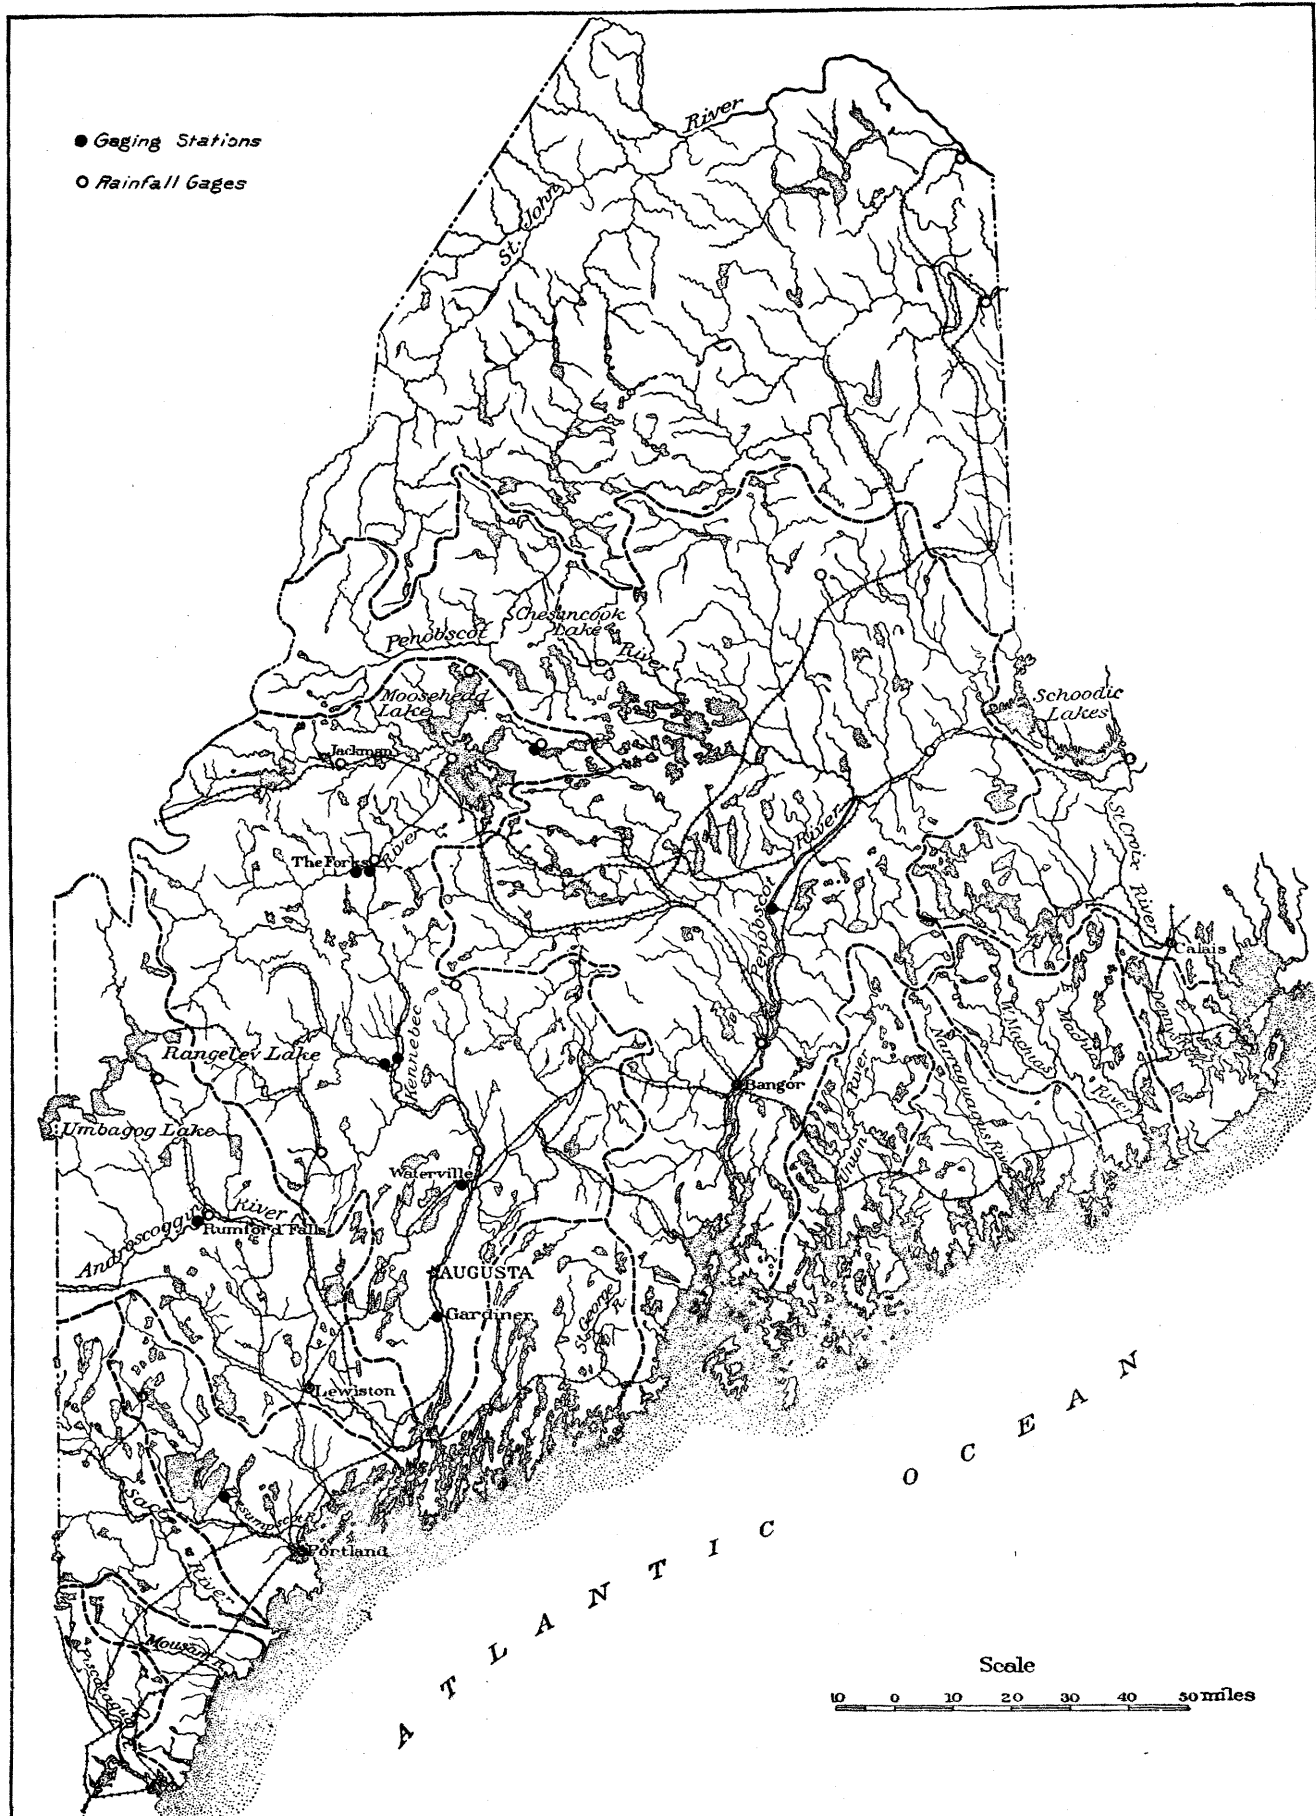 Gaging Stations
Rainfall Gages
River
St. John
Chesuncook
Lake
Penobscot
River
Moosehead
Lake
Schoodic
Lakes
Jackman
River
The Forks
Penobscot
River
St. Croix River
Calais
Kennebec
Rangeley Lake
Bangor
Union River
Narraguagus River
W. Machias
Machias River
Dennys R.
Umbagog Lake
Waterville
Androscoggin
River
Rumford Falls
AUGUSTA
Gardiner
St. George R.
Lewiston
Presumpscot R.
Portland
Saco
River
Mousam R.
Piscataqua R.
ATLANTIC OCEAN
Scale
10 0 10 20 30 40 50 miles